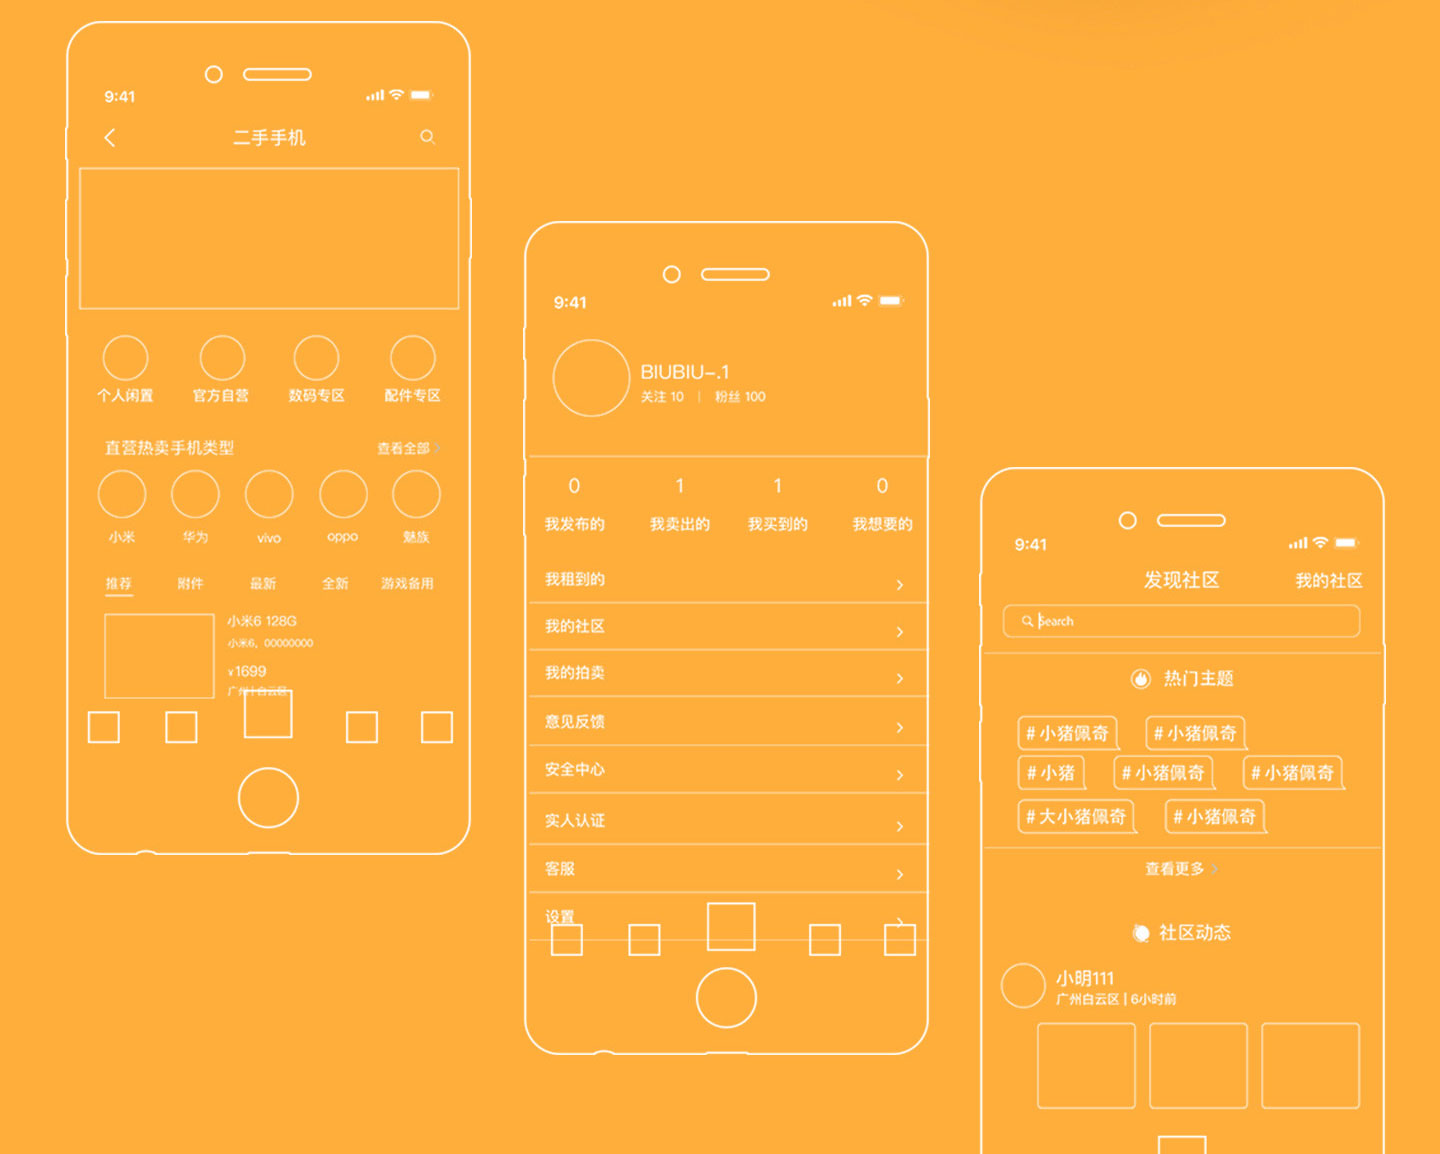 9:41
二手手机
个人闲置 官方自营 数码专区 配件专区
直营热卖手机类型 查看全部
小米 华为 vivo oppo 魅族
推荐 附件 最新 全新 游戏备用
小米6 128G
小米6，00000000
¥1699
广州|白云区
9:41
BIUBIU-.1
关注 10 | 粉丝 100
0 1 1 0
我发布的 我卖出的 我买到的 我想要的
我租到的
我的社区
我的拍卖
意见反馈
安全中心
实人认证
客服
设置
9:41
发现社区 我的社区
Search
热门主题
#小猪佩奇 #小猪佩奇
#小猪 #小猪佩奇 #小猪佩奇
#大小猪佩奇 #小猪佩奇
查看更多
社区动态
小明111
广州白云区 | 6小时前